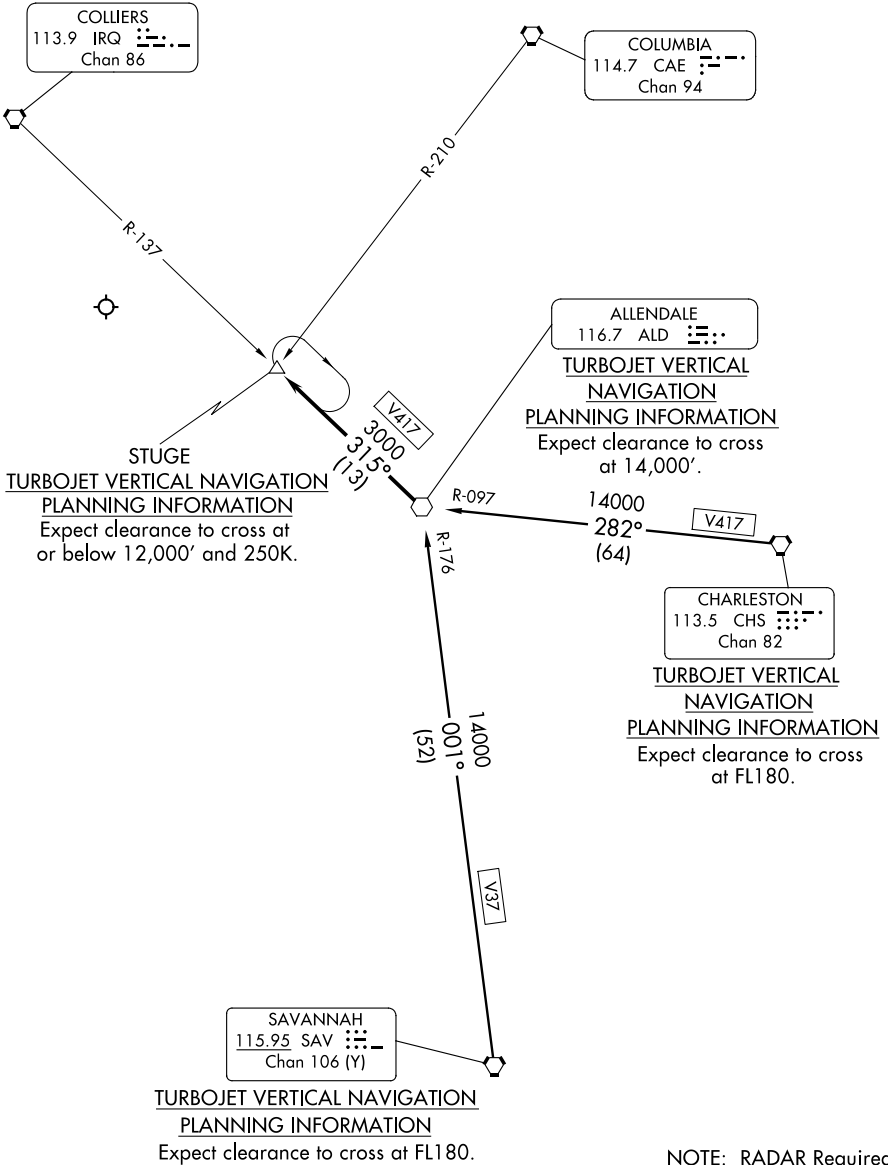 COLLIERS
113.9 IRQ
Chan 86
COLUMBIA
114.7 CAE
Chan 94
R-210
R-137
ALLENDALE
116.7 ALD
TURBOJET VERTICAL
NAVIGATION
PLANNING INFORMATION
Expect clearance to cross
at 14,000′.
V417
3000
315°
(13)
STUGE
TURBOJET VERTICAL NAVIGATION
PLANNING INFORMATION
Expect clearance to cross at
or below 12,000′ and 250K.
R-097
14000
282°
(64)
V417
R-176
CHARLESTON
113.5 CHS
Chan 82
TURBOJET VERTICAL
NAVIGATION
PLANNING INFORMATION
Expect clearance to cross
at FL180.
14000
001°
(52)
V37
SAVANNAH
115.95 SAV
Chan 106 (Y)
TURBOJET VERTICAL NAVIGATION
PLANNING INFORMATION
Expect clearance to cross at FL180.
NOTE: RADAR Required